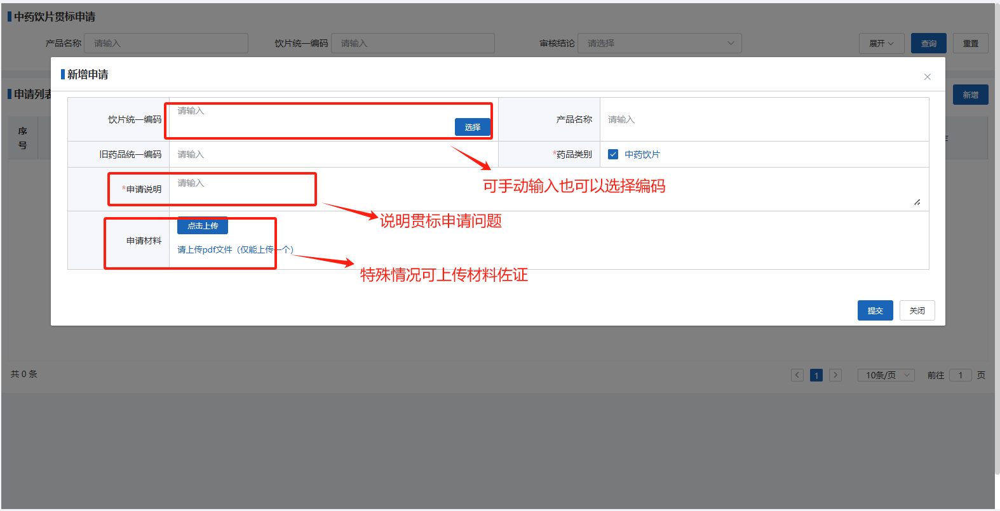 中药饮片贯标申请
产品名称 请输入 饮片统一编码 请输入 审核结论 请选择 展开 查询 重置
新增申请
申请列表 新增
饮片统一编码 请输入 选择 产品名称 请输入
序号
旧药品统一编码 请输入 *药品类别 中药饮片
可手动输入也可以选择编码
*申请说明 请输入
说明贯标申请问题
申请材料 点击上传
请上传pdf文件（仅能上传一个）
特殊情况可上传材料佐证
提交 关闭
共 0 条 1 10条/页 前往 1 页